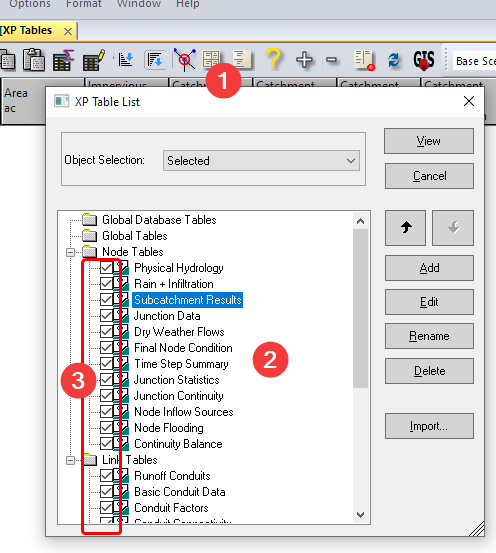 Options Format Window Help
[XP Tables ×
1
GIS Base Sce
Area
ac
Impervious Catchment Catchment Catchment Catchment
XP Table List
Object Selection: Selected
View
Cancel
Global Database Tables
Global Tables
Node Tables
Physical Hydrology
Rain + Infiltration
Subcatchment Results
Junction Data
Dry Weather Flows
Final Node Condition
Time Step Summary
Junction Statistics
Junction Continuity
Node Inflow Sources
Node Flooding
Continuity Balance
Link Tables
Runoff Conduits
Basic Conduit Data
Conduit Factors
Conduit Connectivity
2
3
Add
Edit
Rename
Delete
Import...